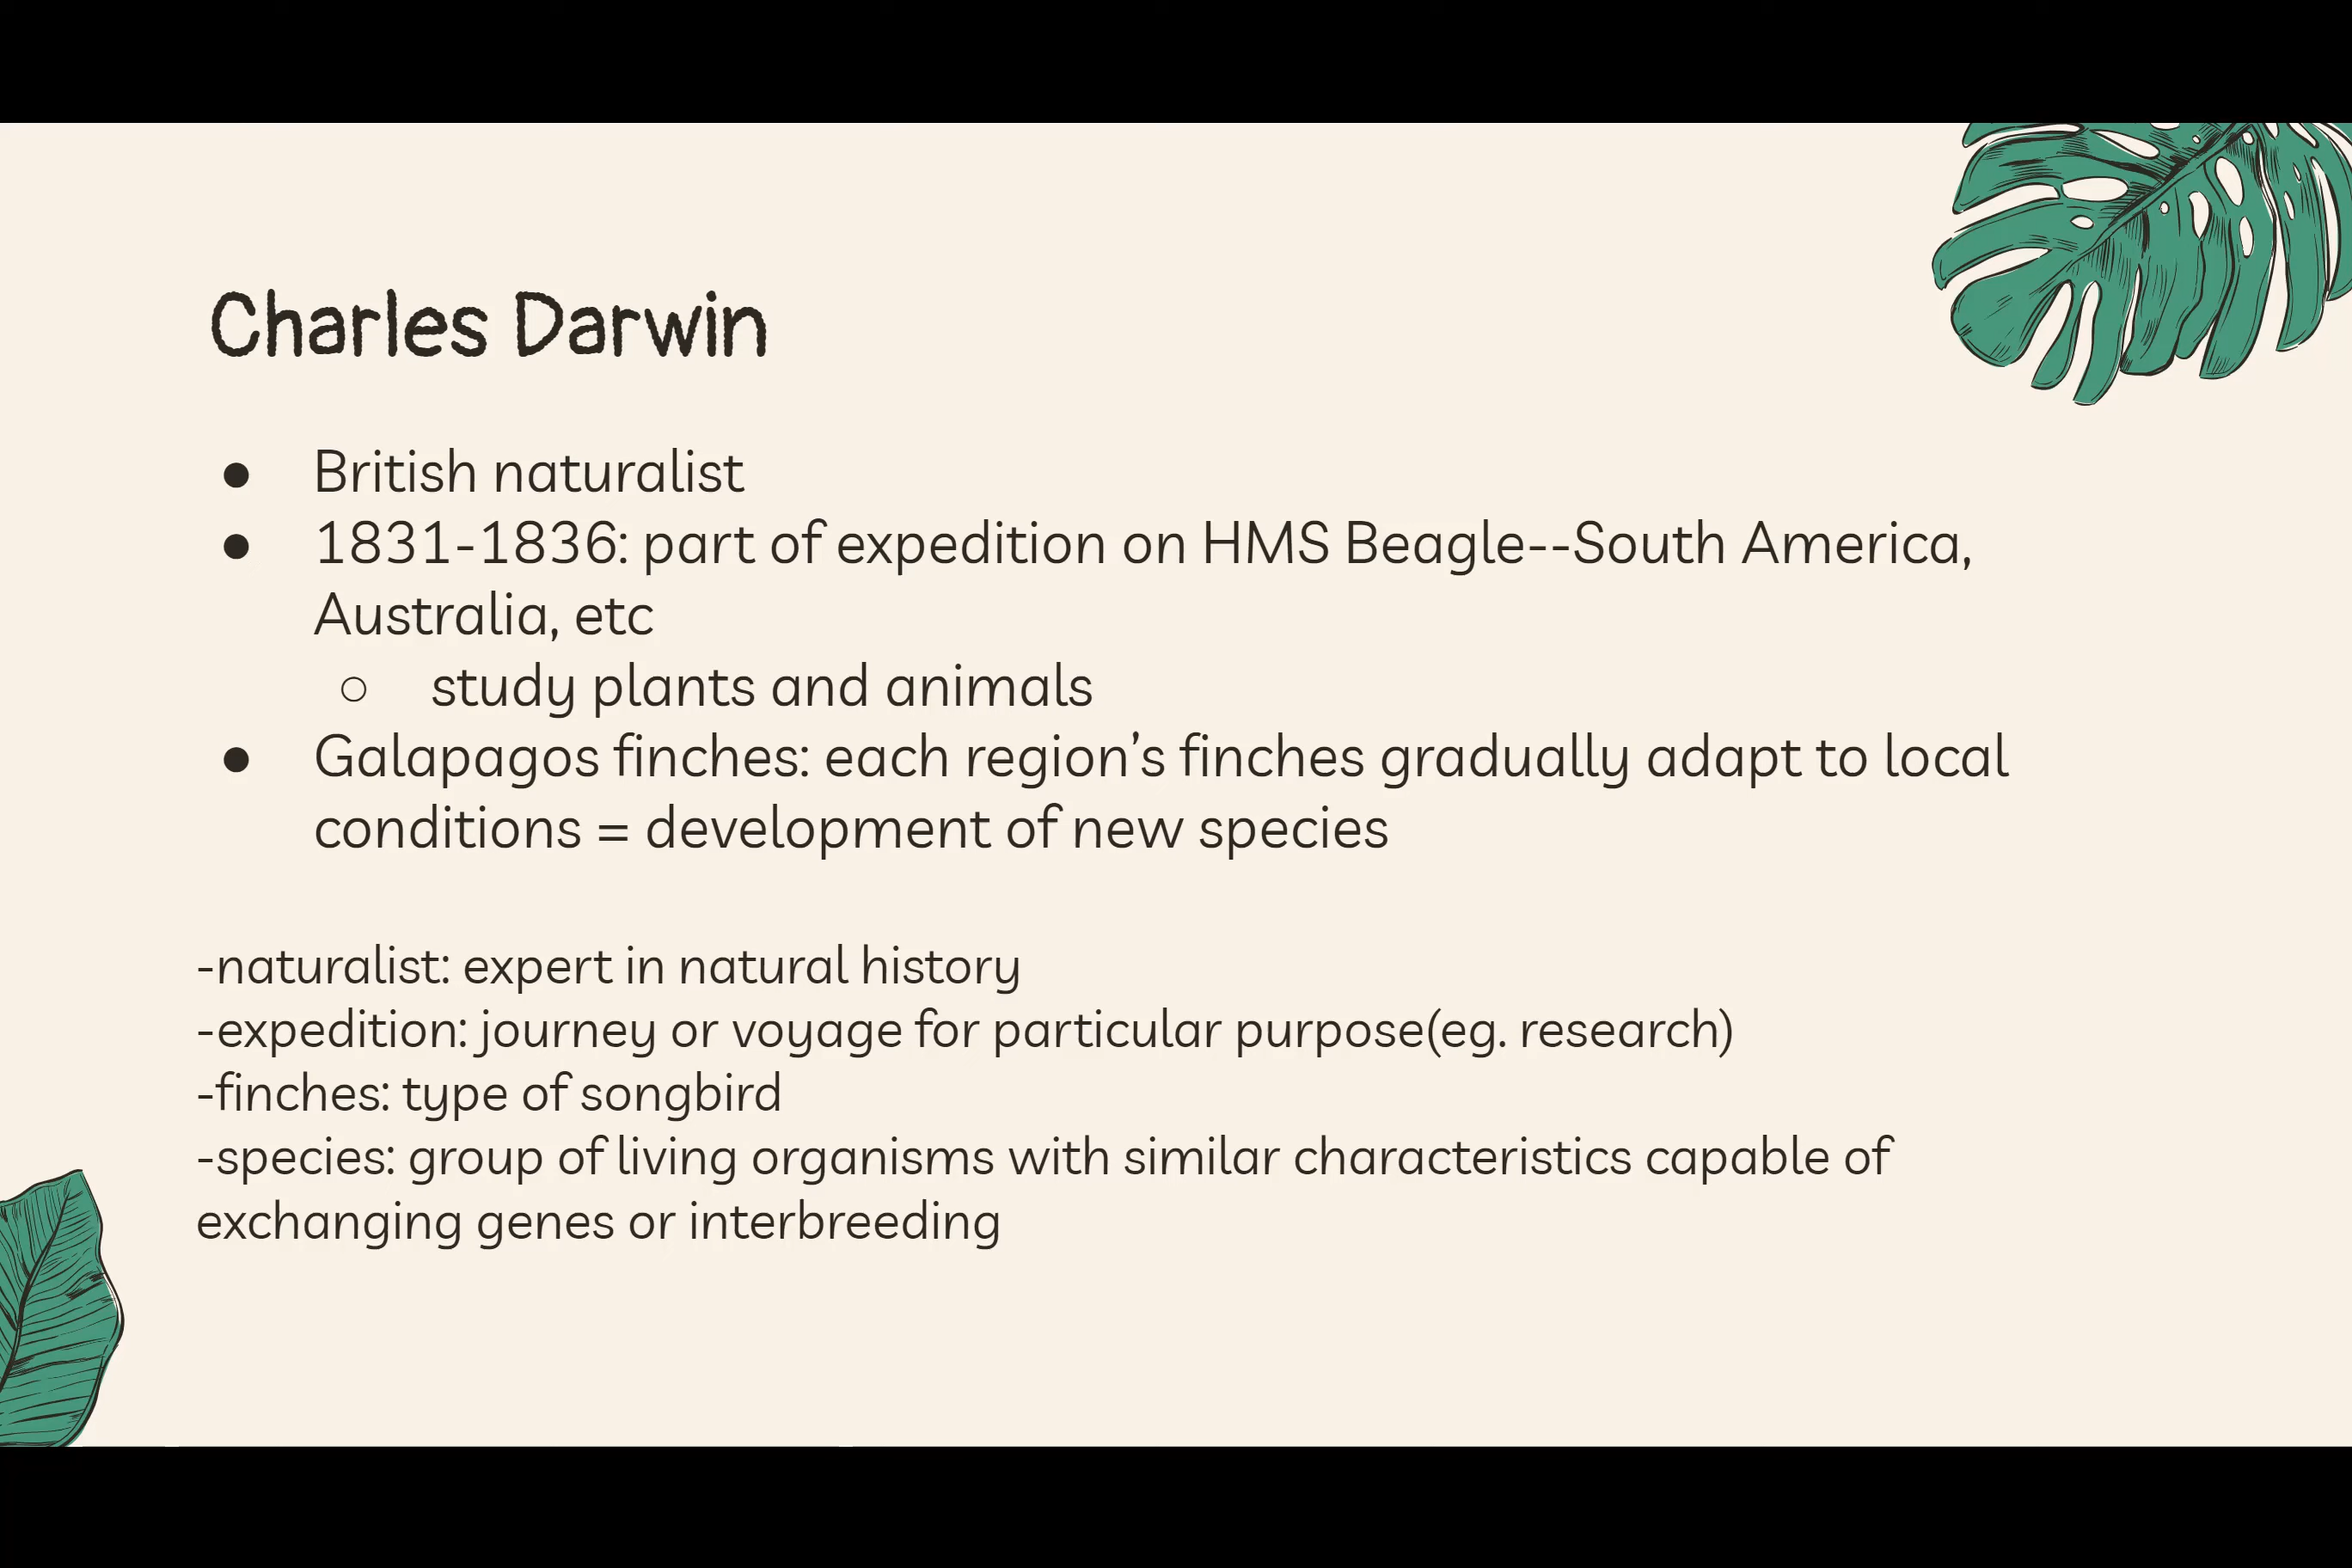 Charles Darwin
● British naturalist
● 1831-1836: part of expedition on HMS Beagle--South America,
Australia, etc
○ study plants and animals
● Galapagos finches: each region’s finches gradually adapt to local
conditions = development of new species
-naturalist: expert in natural history
-expedition: journey or voyage for particular purpose(eg. research)
-finches: type of songbird
-species: group of living organisms with similar characteristics capable of
exchanging genes or interbreeding